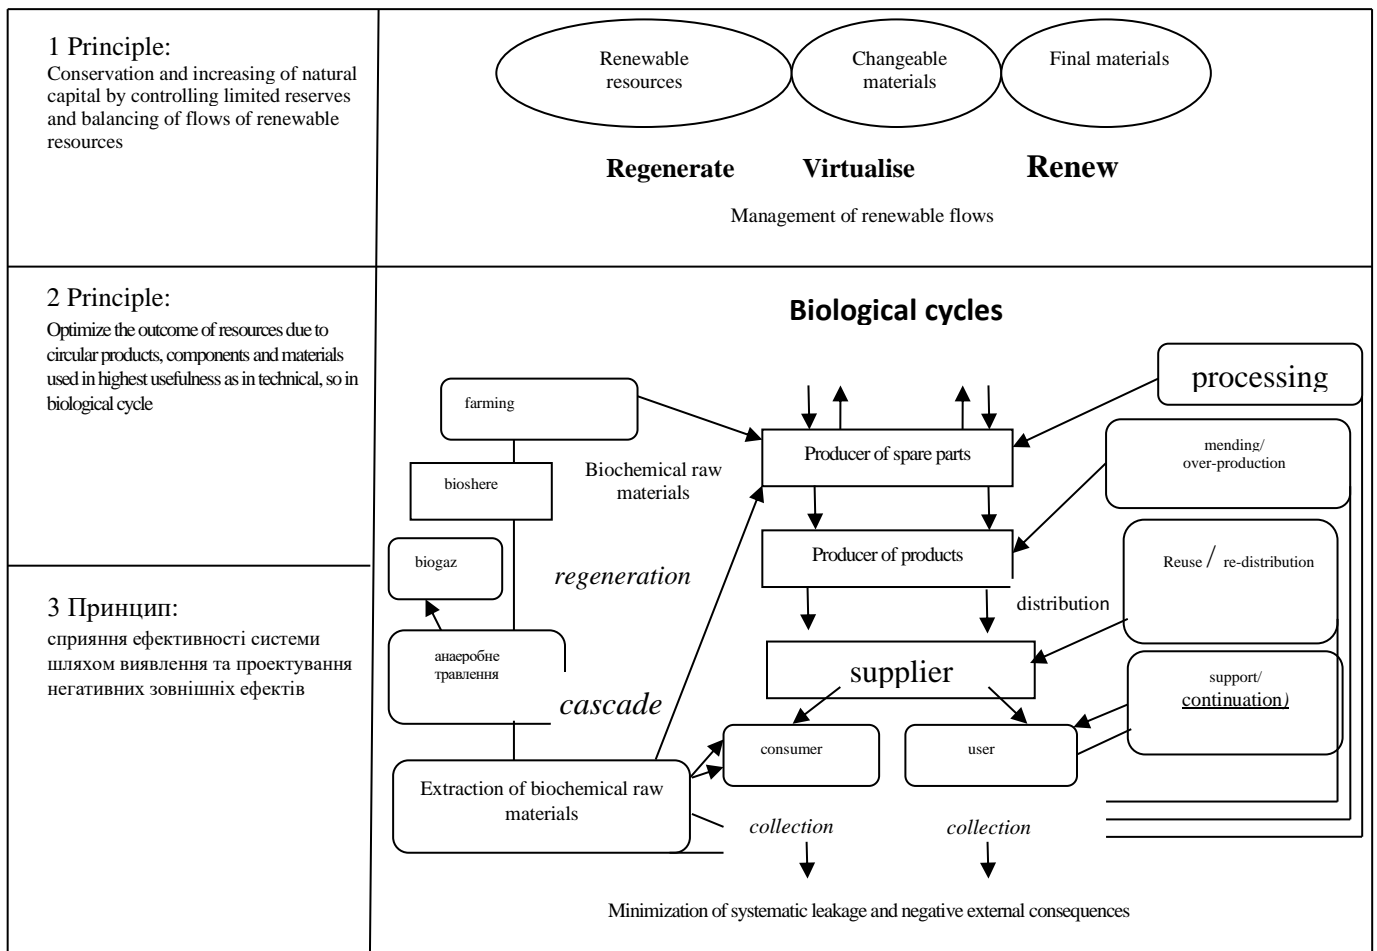 1 Principle:
Conservation and increasing of natural
capital by controlling limited reserves
and balancing of flows of renewable
resources
Renewable
resources
Changeable
materials
Final materials
Regenerate
Virtualise
Renew
Management of renewable flows
2 Principle:
Optimize the outcome of resources due to
circular products, components and materials
used in highest usefulness as in technical, so in
biological cycle
Biological cycles
farming
bioshere
biogaz
анаеробне
травлення
Extraction of biochemical raw
materials
Biochemical raw
materials
regeneration
cascade
Producer of spare parts
Producer of products
distribution
supplier
consumer
user
collection
collection
processing
mending/
over-production
Reuse / re-distribution
support/
continuation)
Minimization of systematic leakage and negative external consequences
3 Принцип:
сприяння ефективності системи
шляхом виявлення та проектування
негативних зовнішніх ефектів